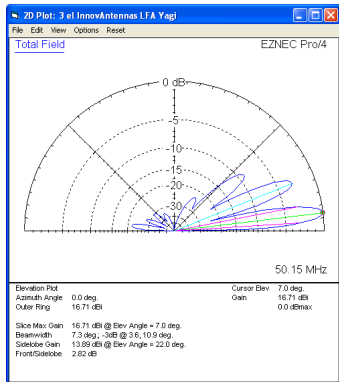 2D Plot: 3 el InnovAntennas LFA Yagi
File Edit View Options Reset
Total Field
EZNEC Pro/4
0 dB
-5
-10
-15
-20
-30
50.15 MHz
Elevation Plot
Cursor Elev 7.0 deg.
Azimuth Angle 0.0 deg.
Gain 16.71 dBi
Outer Ring 16.71 dBi
0.0 dBmax
Slice Max Gain 16.71 dBi @ Elev Angle = 7.0 deg.
Beamwidth 7.3 deg.; -3dB @ 3.6, 10.9 deg.
Sidelobe Gain 13.89 dBi @ Elev Angle = 22.0 deg.
Front/Sidelobe 2.82 dB